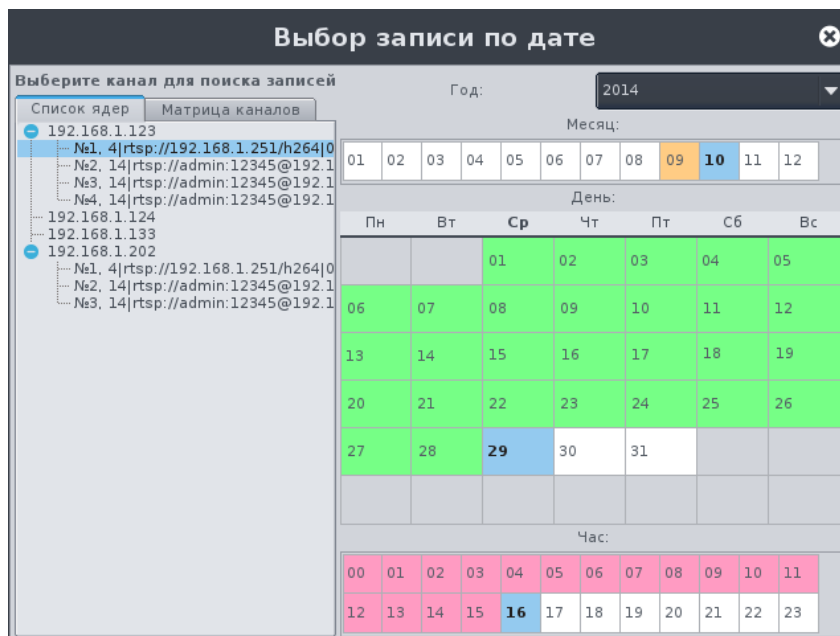 Выбор записи по дате
Выберите канал для поиска записей
Список ядер Матрица каналов
192.168.1.123
№1, 4|rtsp://192.168.1.251/h264|0
№2, 14|rtsp://admin:12345@192.1
№3, 14|rtsp://admin:12345@192.1
№4, 14|rtsp://admin:12345@192.1
192.168.1.124
192.168.1.133
192.168.1.202
№1, 4|rtsp://192.168.1.251/h264|0
№2, 14|rtsp://admin:12345@192.1
№3, 14|rtsp://admin:12345@192.1
Год: 2014
Месяц:
01 02 03 04 05 06 07 08 09 10 11 12
День:
Пн Вт Ср Чт Пт Сб Вс
01 02 03 04 05
06 07 08 09 10 11 12
13 14 15 16 17 18 19
20 21 22 23 24 25 26
27 28 29 30 31
Час:
00 01 02 03 04 05 06 07 08 09 10 11
12 13 14 15 16 17 18 19 20 21 22 23